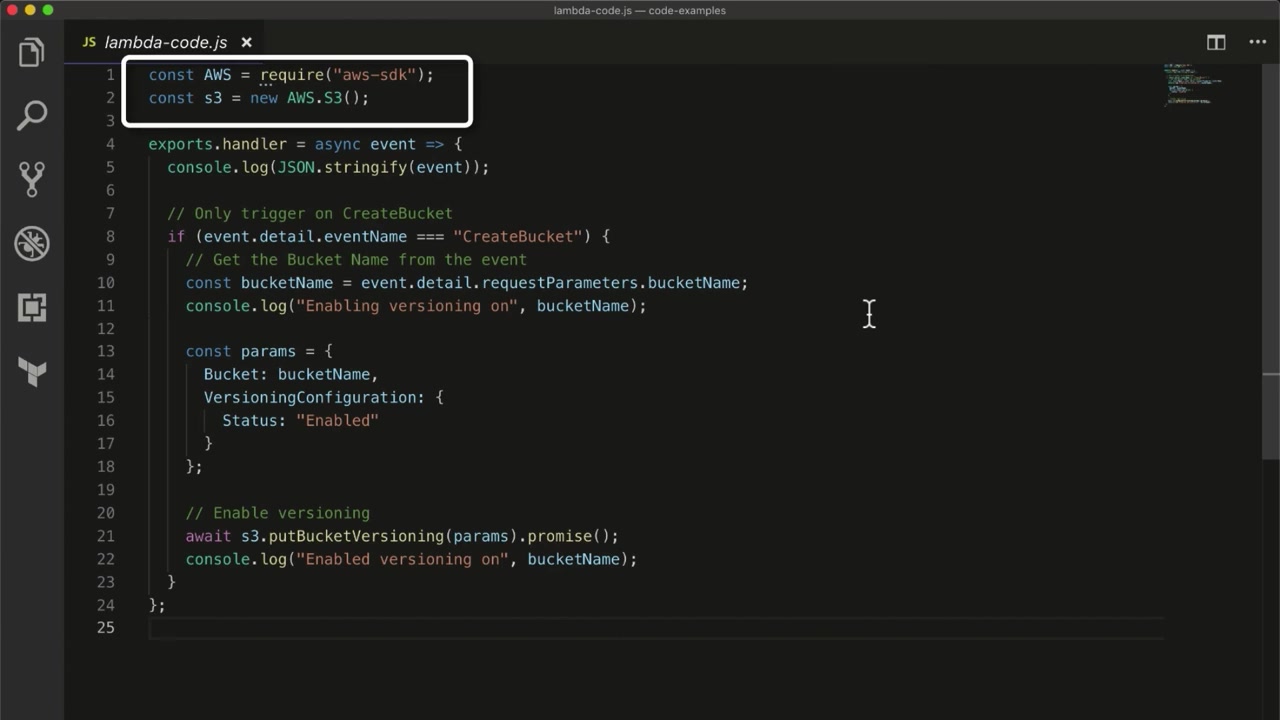 lambda-code.js — code-examples
JS lambda-code.js ×
1 const AWS = require("aws-sdk");
2 const s3 = new AWS.S3();
3
4 exports.handler = async event => {
5 console.log(JSON.stringify(event));
6
7 // Only trigger on CreateBucket
8 if (event.detail.eventName === "CreateBucket") {
9 // Get the Bucket Name from the event
10 const bucketName = event.detail.requestParameters.bucketName;
11 console.log("Enabling versioning on", bucketName);
12
13 const params = {
14 Bucket: bucketName,
15 VersioningConfiguration: {
16 Status: "Enabled"
17 }
18 };
19
20 // Enable versioning
21 await s3.putBucketVersioning(params).promise();
22 console.log("Enabled versioning on", bucketName);
23 }
24 };
25